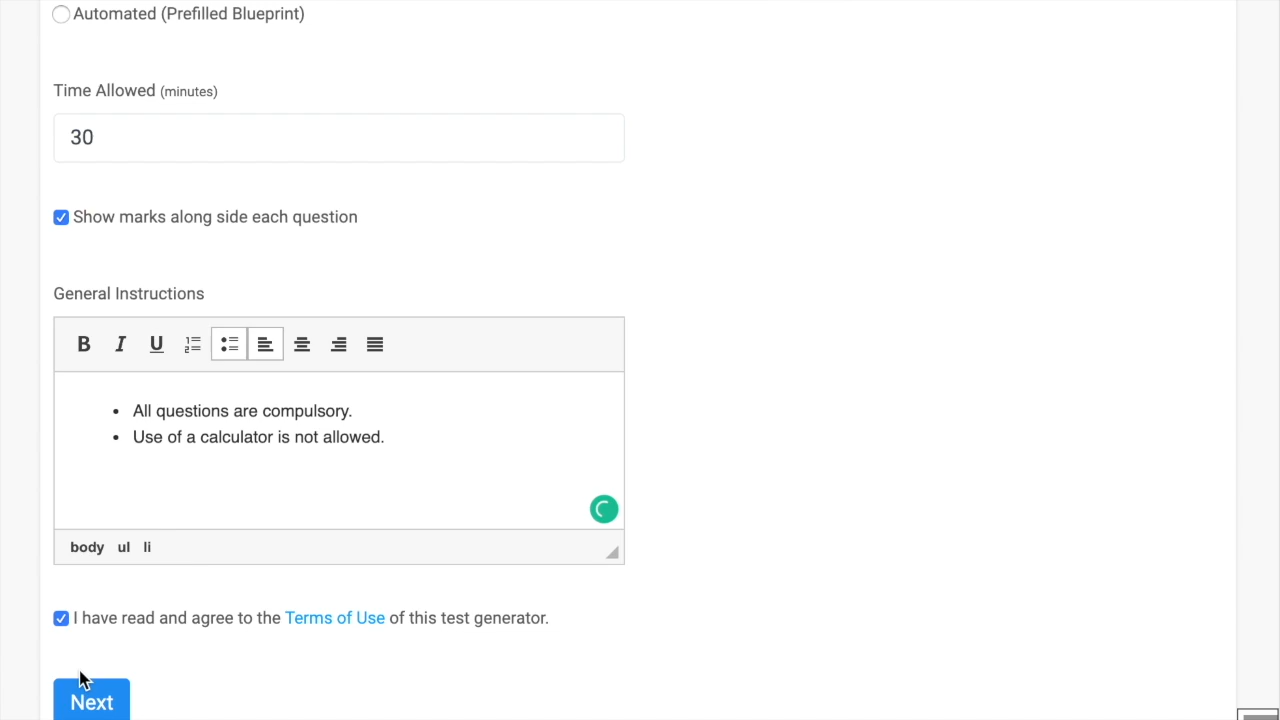 Automated (Prefilled Blueprint)
Time Allowed (minutes)
30
Show marks along side each question
General Instructions
B I U
All questions are compulsory.
Use of a calculator is not allowed.
body ul li
I have read and agree to the Terms of Use of this test generator.
Next